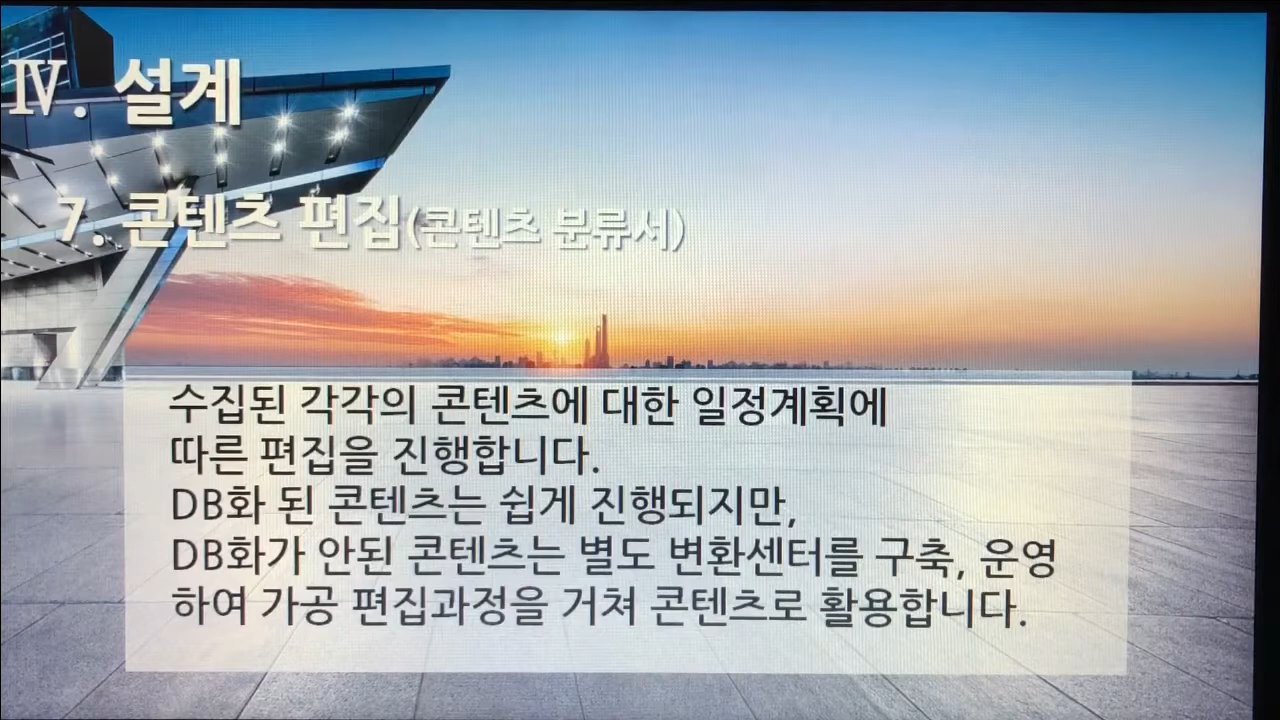 Ⅳ. 설계
7. 콘텐츠 편집(콘텐츠 분류서)
수집된 각각의 콘텐츠에 대한 일정계획에
따른 편집을 진행합니다.
DB화 된 콘텐츠는 쉽게 진행되지만,
DB화가 안된 콘텐츠는 별도 변환센터를 구축, 운영
하여 가공 편집과정을 거쳐 콘텐츠로 활용합니다.